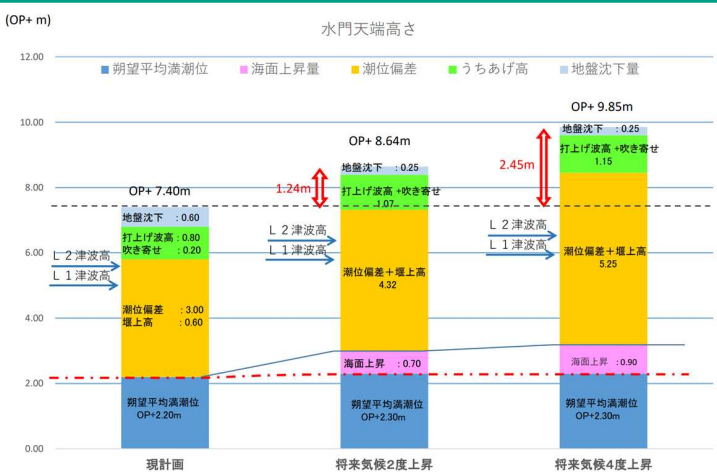 (OP+ m)
水門天端高さ
12.00
朔望平均満潮位
海面上昇量
潮位偏差
うちあげ高
地盤沈下量
10.00
8.00
6.00
4.00
2.00
0.00
OP+ 7.40m
地盤沈下 : 0.60
打上げ波高 : 0.80
吹き寄せ : 0.20
L2津波高
L1津波高
潮位偏差 : 3.00
堰上高 : 0.60
朔望平均満潮位
OP+2.20m
現計画
OP+ 8.64m
1.24m
地盤沈下 : 0.25
打上げ波高 +吹き寄せ
1.07
L2津波高
L1津波高
潮位偏差+堰上高
4.32
海面上昇 : 0.70
朔望平均満潮位
OP+2.30m
将来気候2度上昇
OP+ 9.85m
2.45m
地盤沈下 : 0.25
打上げ波高 +吹き寄せ
1.15
L2津波高
L1津波高
潮位偏差+堰上高
5.25
海面上昇 : 0.90
朔望平均満潮位
OP+2.30m
将来気候4度上昇